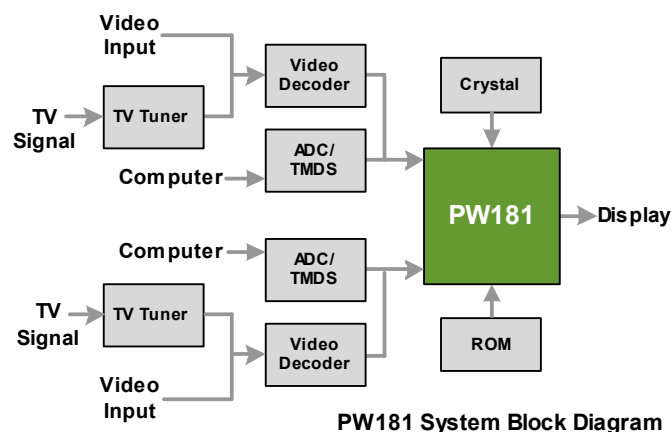 Video
Input
TV
Signal
TV Tuner
Video
Decoder
Computer
ADC/
TMDS
Crystal
PW181
Display
Computer
ADC/
TMDS
TV
Signal
TV Tuner
Video
Decoder
Video
Input
ROM
PW181 System Block Diagram